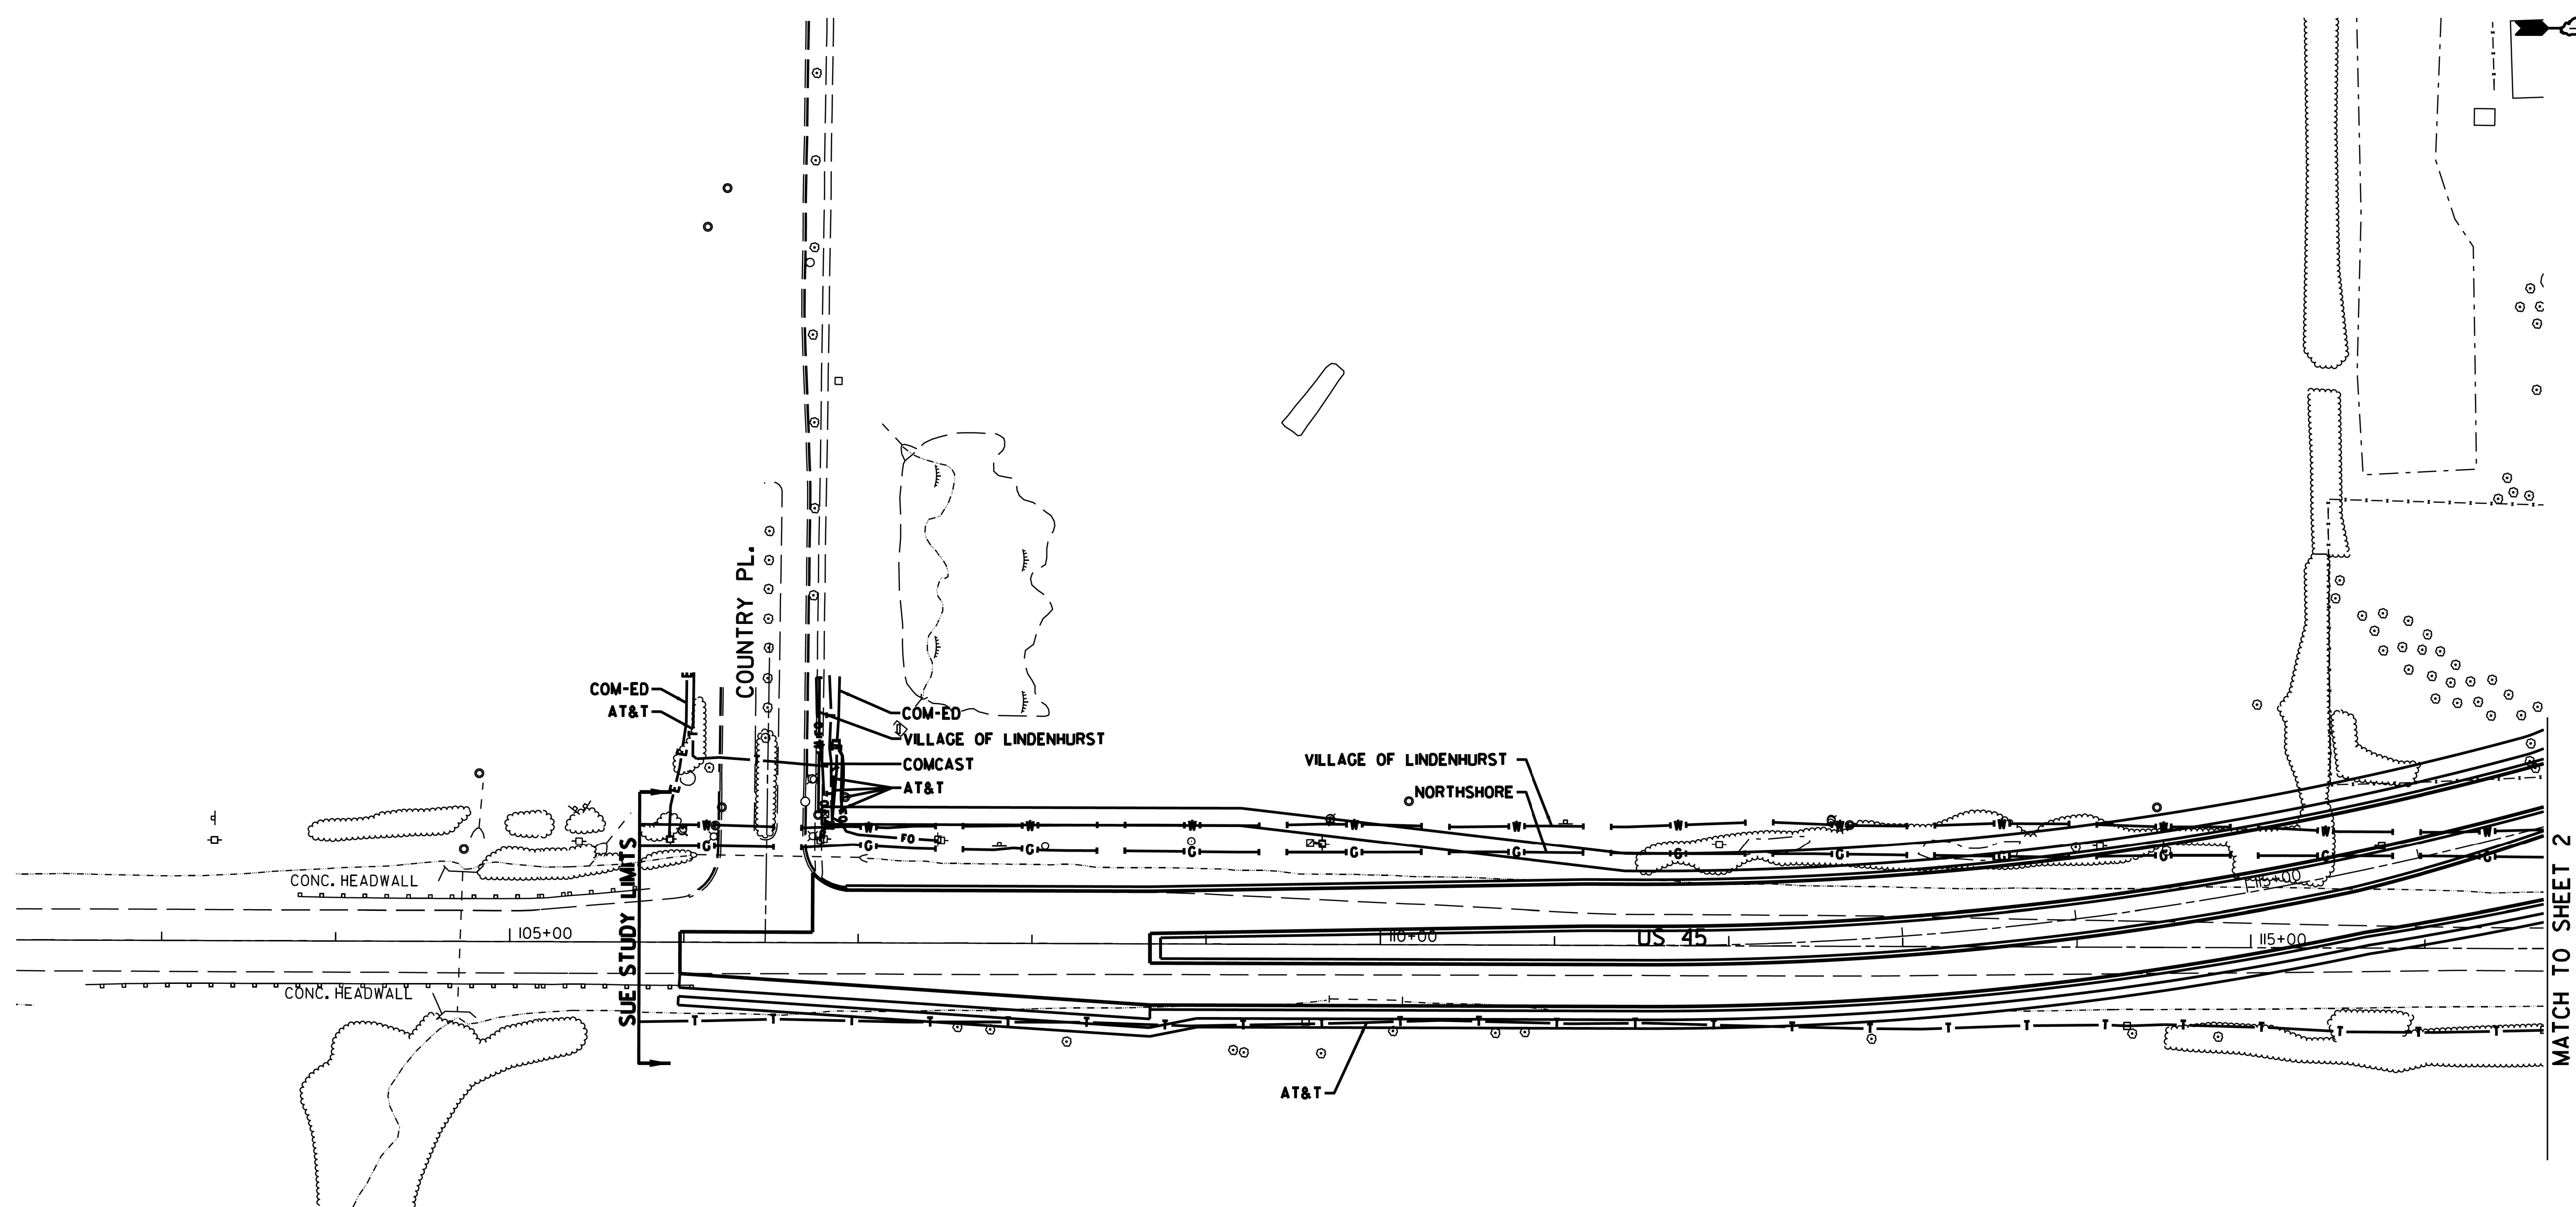 COUNTRY PL.
COM-ED
AT&T
COM-ED
VILLAGE OF LINDENHURST
COMCAST
AT&T
VILLAGE OF LINDENHURST
NORTHSHORE
E
E
E
T
T
W W W W W W W W W W W W
G G G G G G G G G G G G
FO
CONC. HEADWALL
SUE STUDY LIMITS
115+00
105+00
110+00
US 45
115+00
CONC. HEADWALL
T T T T T T T T T T T T T T T T T T T T T T T T
AT&T
MATCH TO SHEET 2